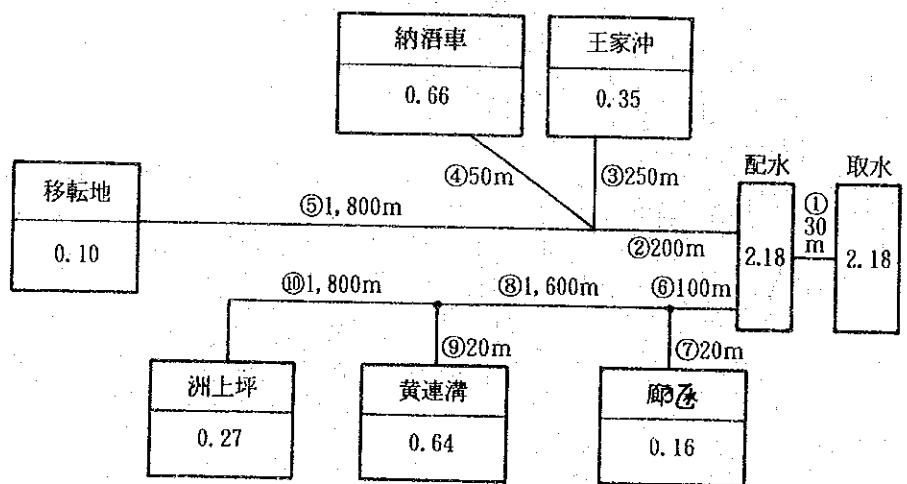 納酒車
0.66
王家沖
0.35
④50m
③250m
配水
取水
移転地
0.10
⑤1,800m
②200m
2.18
①
30
m
2.18
⑩1,800m
⑧1,600m
⑥100m
⑨20m
⑦20m
洲上坪
0.27
黄連溝
0.64
0.16